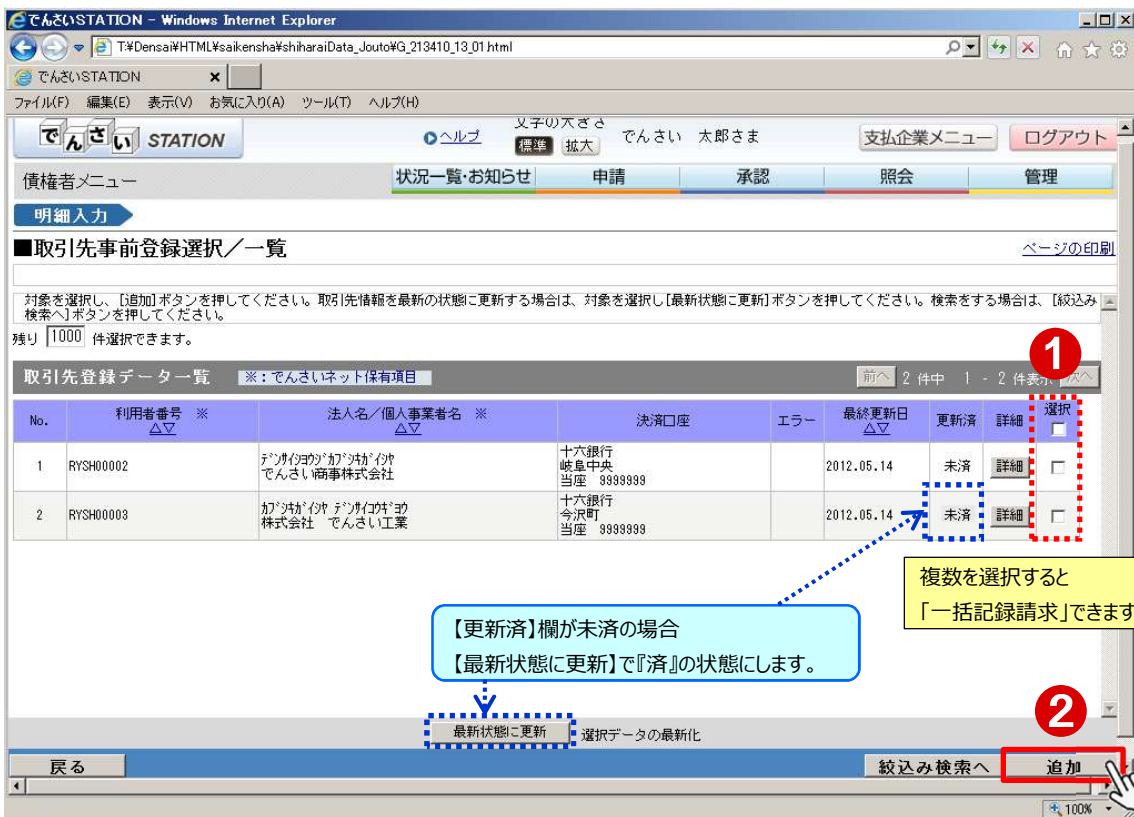 でんさいSTATION - Windows Internet Explorer
T:¥Densai¥HTML¥saikensha¥shiharaiData_Jouto¥G_213410_13_01.html
でんさいSTATION
ファイル(F) 編集(E) 表示(V) お気に入り(A) ツール(T) ヘルプ(H)
でんさい STATION
ヘルプ
文字の大きさ
標準 拡大
でんさい 太郎さま
支払企業メニュー
ログアウト
債権者メニュー
状況一覧・お知らせ 申請 承認 照会 管理
明細入力
■取引先事前登録選択/一覧
ページの印刷
対象を選択し、[追加]ボタンを押してください。取引先情報を最新の状態に更新する場合は、対象を選択し[最新状態に更新]ボタンを押してください。検索をする場合は、[絞込み
検索へ]ボタンを押してください。
残り 1000 件選択できます。
1
取引先登録データ一覧 ※:でんさいネット保有項目 前へ 2 件中 1 - 2 件表示 次へ
No. 利用者番号 ※ △▽ 法人名/個人事業者名 ※ △▽ 決済口座 エラー 最終更新日 △▽ 更新済 詳細 選択
1 RYSH00002 デンサイショウジカブシキガイシャ
でんさい商事株式会社
十六銀行
岐阜中央
当座 9999999
2012.05.14 未済 詳細
2 RYSH00003 カブシキガイシャ デンサイコウギョウ
株式会社 でんさい工業
十六銀行
今沢町
当座 9999999
2012.05.14 未済 詳細
複数を選択すると
「一括記録請求」できます
【更新済】欄が未済の場合
【最新状態に更新】で『済』の状態にします。
2
最新状態に更新 選択データの最新化
戻る 絞込み検索へ 追加
100%